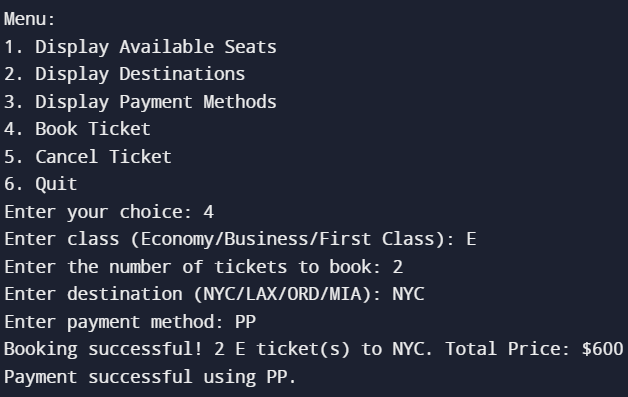 Menu:
1. Display Available Seats
2. Display Destinations
3. Display Payment Methods
4. Book Ticket
5. Cancel Ticket
6. Quit
Enter your choice: 4
Enter class (Economy/Business/First Class): E
Enter the number of tickets to book: 2
Enter destination (NYC/LAX/ORD/MIA): NYC
Enter payment method: PP
Booking successful! 2 E ticket(s) to NYC. Total Price: $600
Payment successful using PP.